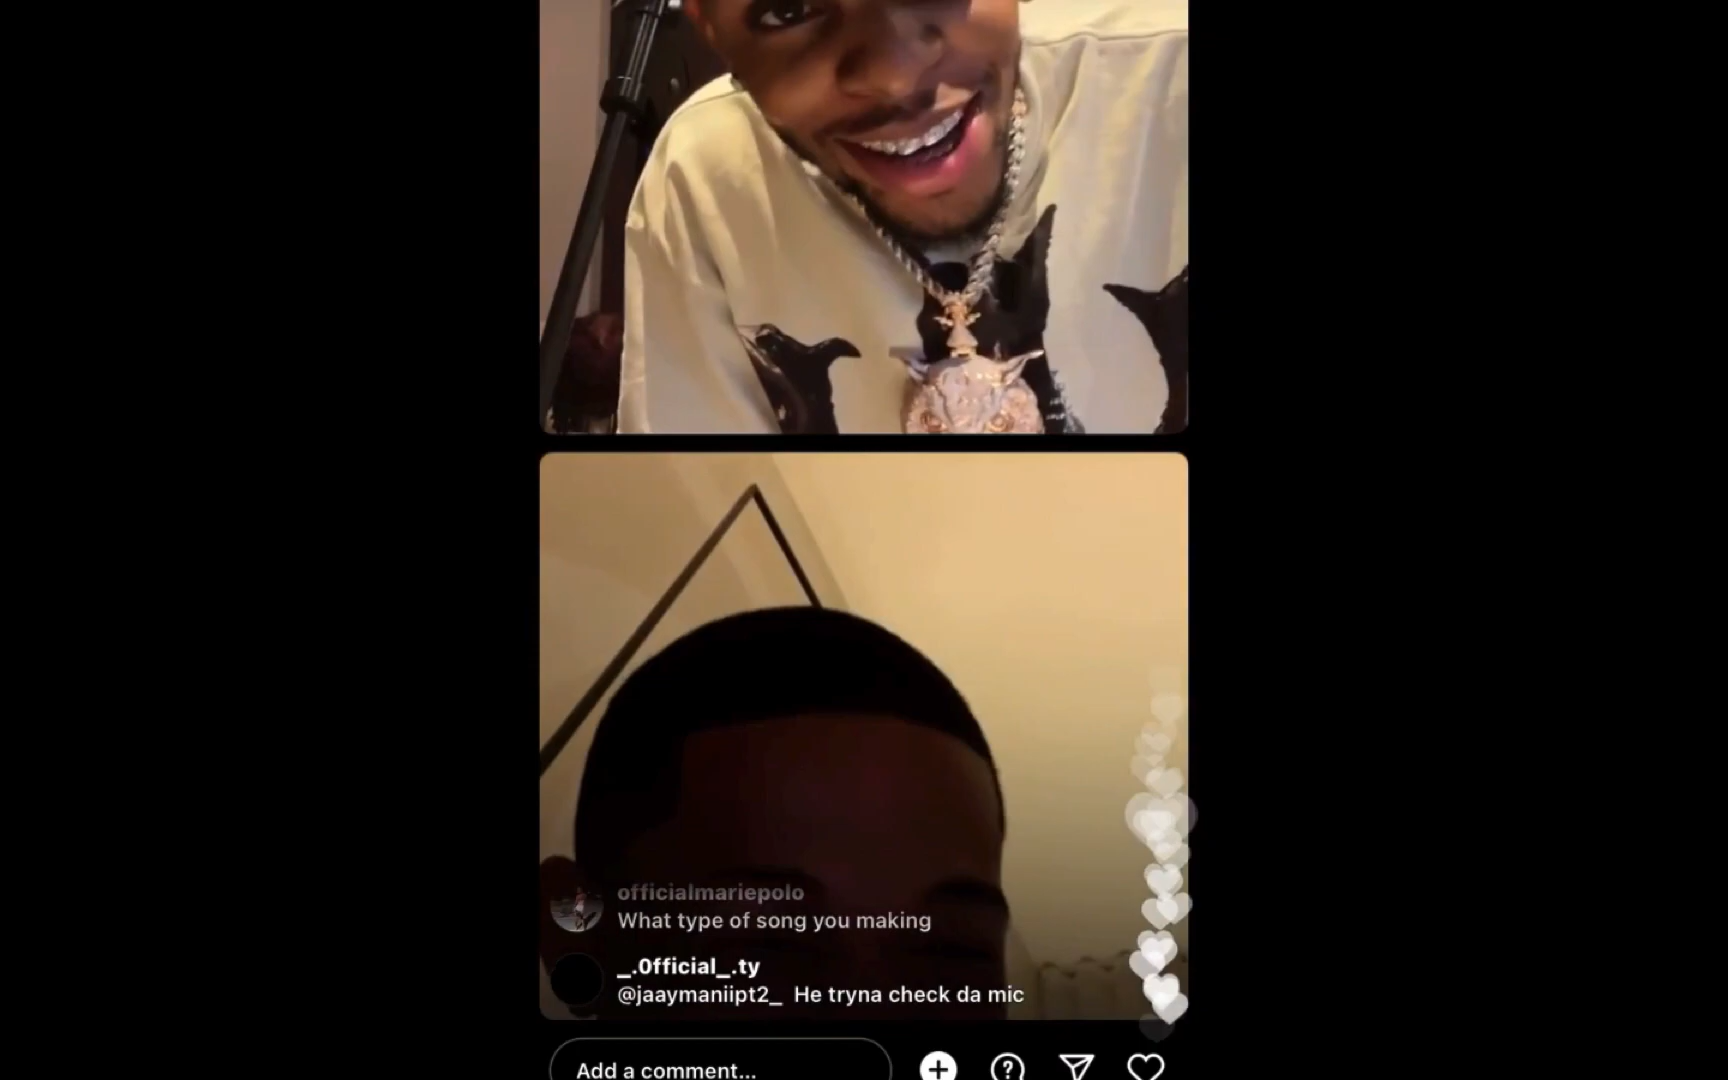 officialmariepolo
What type of song you making
_.0fficial_.ty
@jaaymaniipt2_ He tryna check da mic
Add a comment...